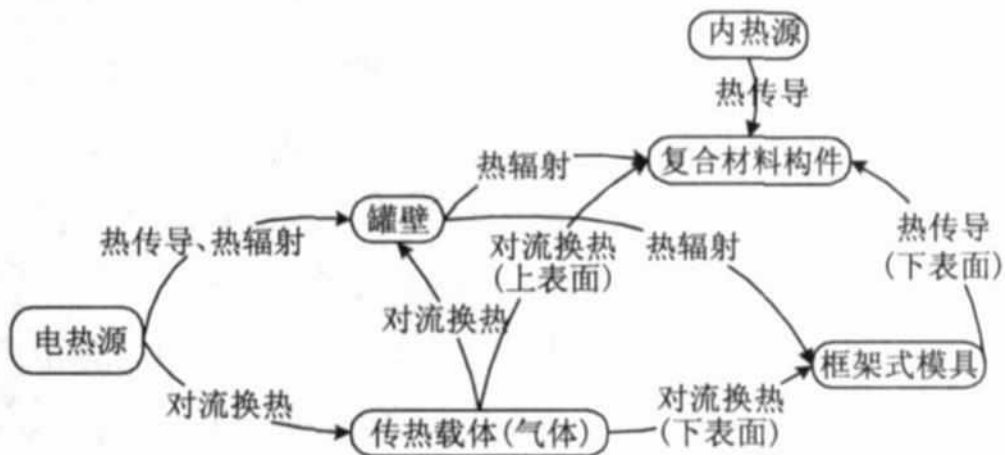 内热源
热传导
复合材料构件
热辐射
罐壁
热传导、热辐射
对流换热
(上表面)
热辐射
热传导
(下表面)
对流换热
电热源
框架式模具
对流换热
传热载体(气体)
对流换热
(下表面)